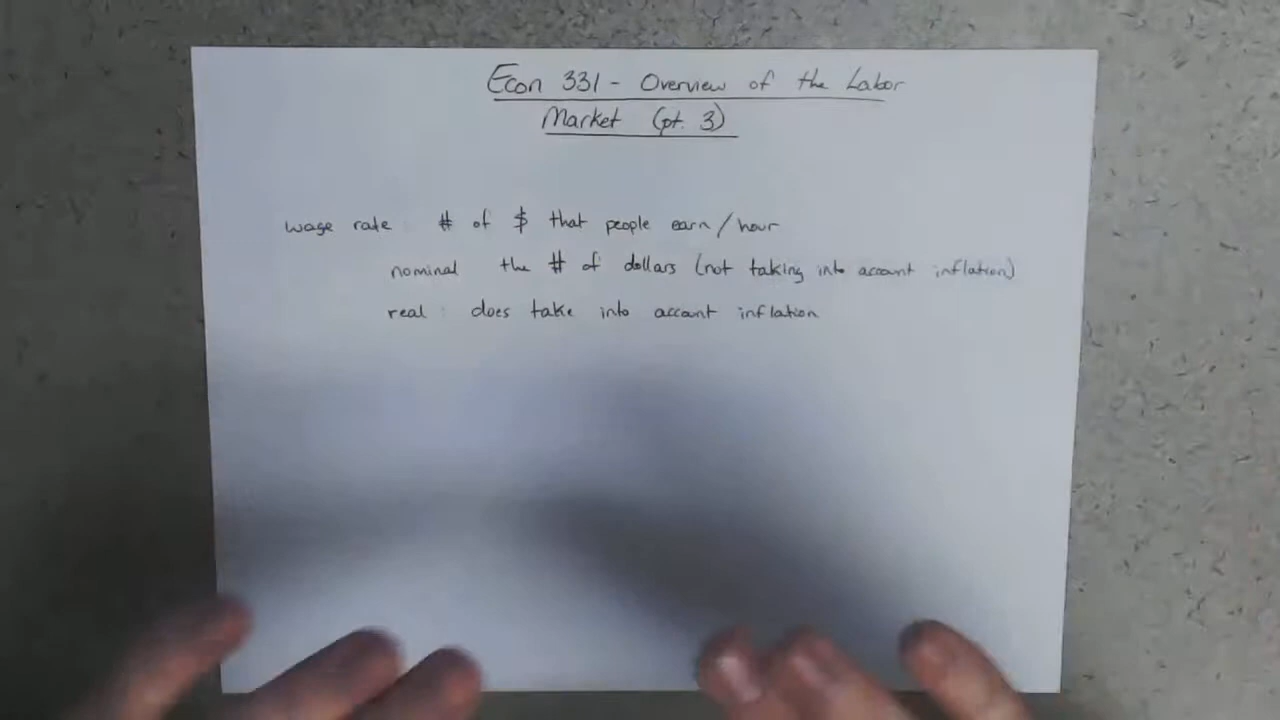 Econ 331 - Overview of the Labor
Market (pt. 3)
wage rate : # of $ that people earn/hour
nominal the # of dollars (not taking into account inflation)
real : does take into account inflation